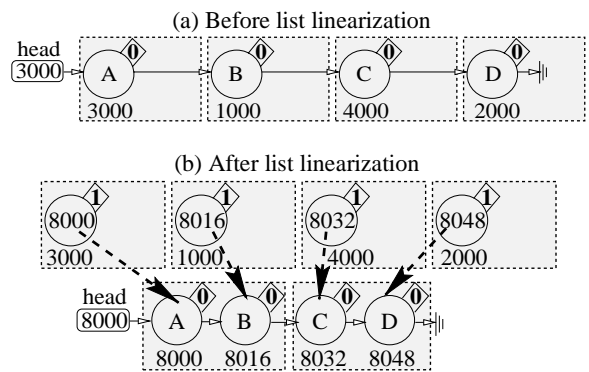 (a) Before list linearization
head
0 0 0 0
3000 A B C D
3000 1000 4000 2000
(b) After list linearization
1 1 1 1
8000 8016 8032 8048
3000 1000 4000 2000
head
0 0 0 0
8000 A B C D
8000 8016 8032 8048